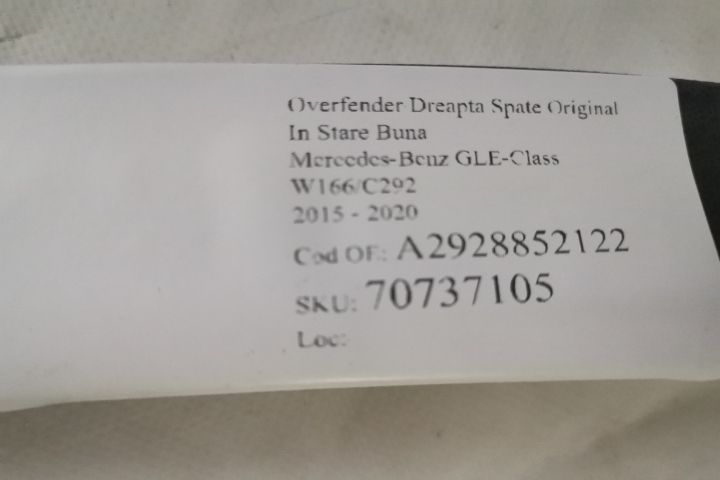 Overfender Dreapta Spate Original
In Stare Buna
Mercedes-Benz GLE-Class
W166/C292
2015 - 2020
Cod OE: A2928852122
SKU: 70737105
Loc: